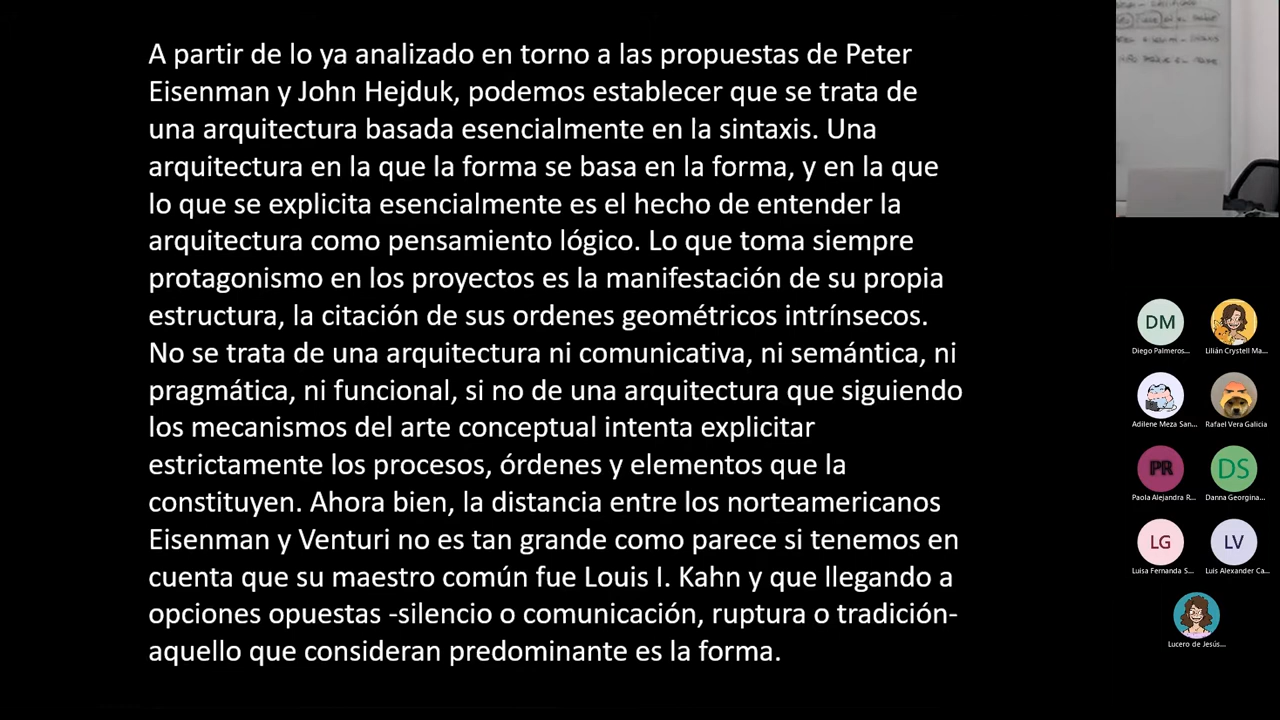 A partir de lo ya analizado en torno a las propuestas de Peter
Eisenman y John Hejduk, podemos establecer que se trata de
una arquitectura basada esencialmente en la sintaxis. Una
arquitectura en la que la forma se basa en la forma, y en la que
lo que se explicita esencialmente es el hecho de entender la
arquitectura como pensamiento lógico. Lo que toma siempre
protagonismo en los proyectos es la manifestación de su propia
estructura, la citación de sus ordenes geométricos intrínsecos.
No se trata de una arquitectura ni comunicativa, ni semántica, ni
pragmática, ni funcional, si no de una arquitectura que siguiendo
los mecanismos del arte conceptual intenta explicitar
estrictamente los procesos, órdenes y elementos que la
constituyen. Ahora bien, la distancia entre los norteamericanos
Eisenman y Venturi no es tan grande como parece si tenemos en
cuenta que su maestro común fue Louis I. Kahn y que llegando a
opciones opuestas -silencio o comunicación, ruptura o tradición-
aquello que consideran predominante es la forma.
DM
Diego Palmeros...
Lilián Crystell Ma...
Adilene Meza San...
Rafael Vera Galicia
PR
DS
Paola Alejandra R...
Danna Georgina...
LG
LV
Luisa Fernanda S...
Luis Alexander Ca...
Lucero de Jesús...